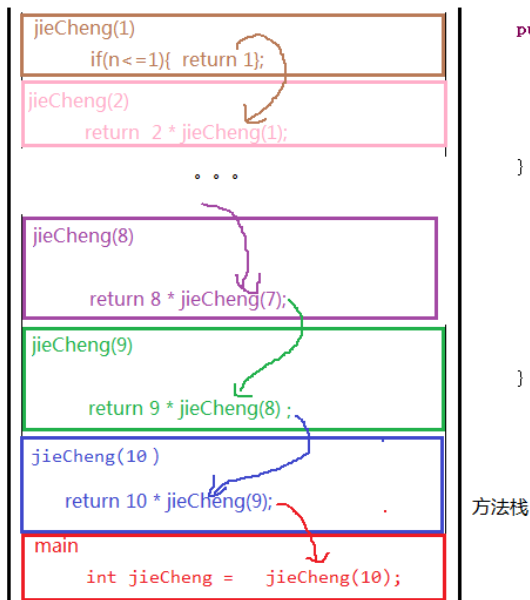 jieCheng(1)
if(n<=1){ return 1};
jieCheng(2)
return 2 * jieCheng(1);
。。。
jieCheng(8)
return 8 * jieCheng(7);
jieCheng(9)
return 9 * jieCheng(8) ;
jieCheng(10)
return 10 * jieCheng(9);
main
int jieCheng = jieCheng(10);
}
}
方法栈